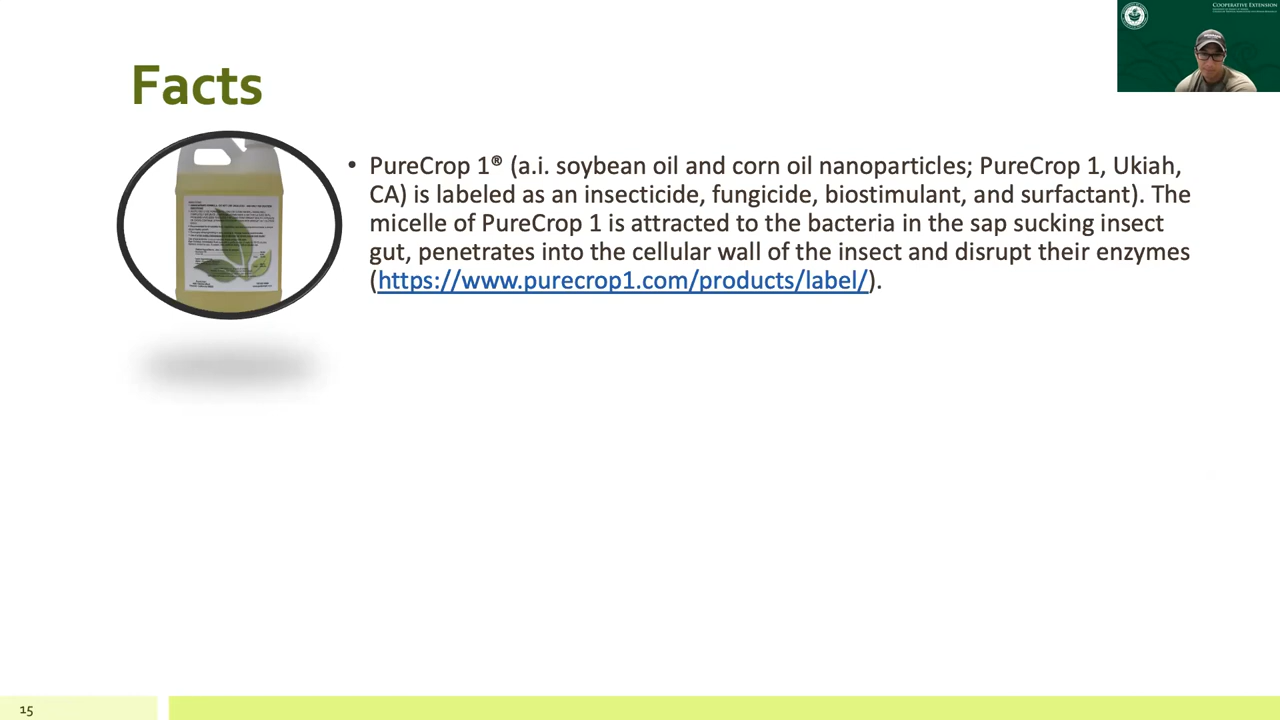 COOPERATIVE EXTENSION
Facts
• PureCrop 1® (a.i. soybean oil and corn oil nanoparticles; PureCrop 1, Ukiah,
CA) is labeled as an insecticide, fungicide, biostimulant, and surfactant). The
micelle of PureCrop 1 is attracted to the bacteria in the sap sucking insect
gut, penetrates into the cellular wall of the insect and disrupt their enzymes
(https://www.purecrop1.com/products/label/).
15